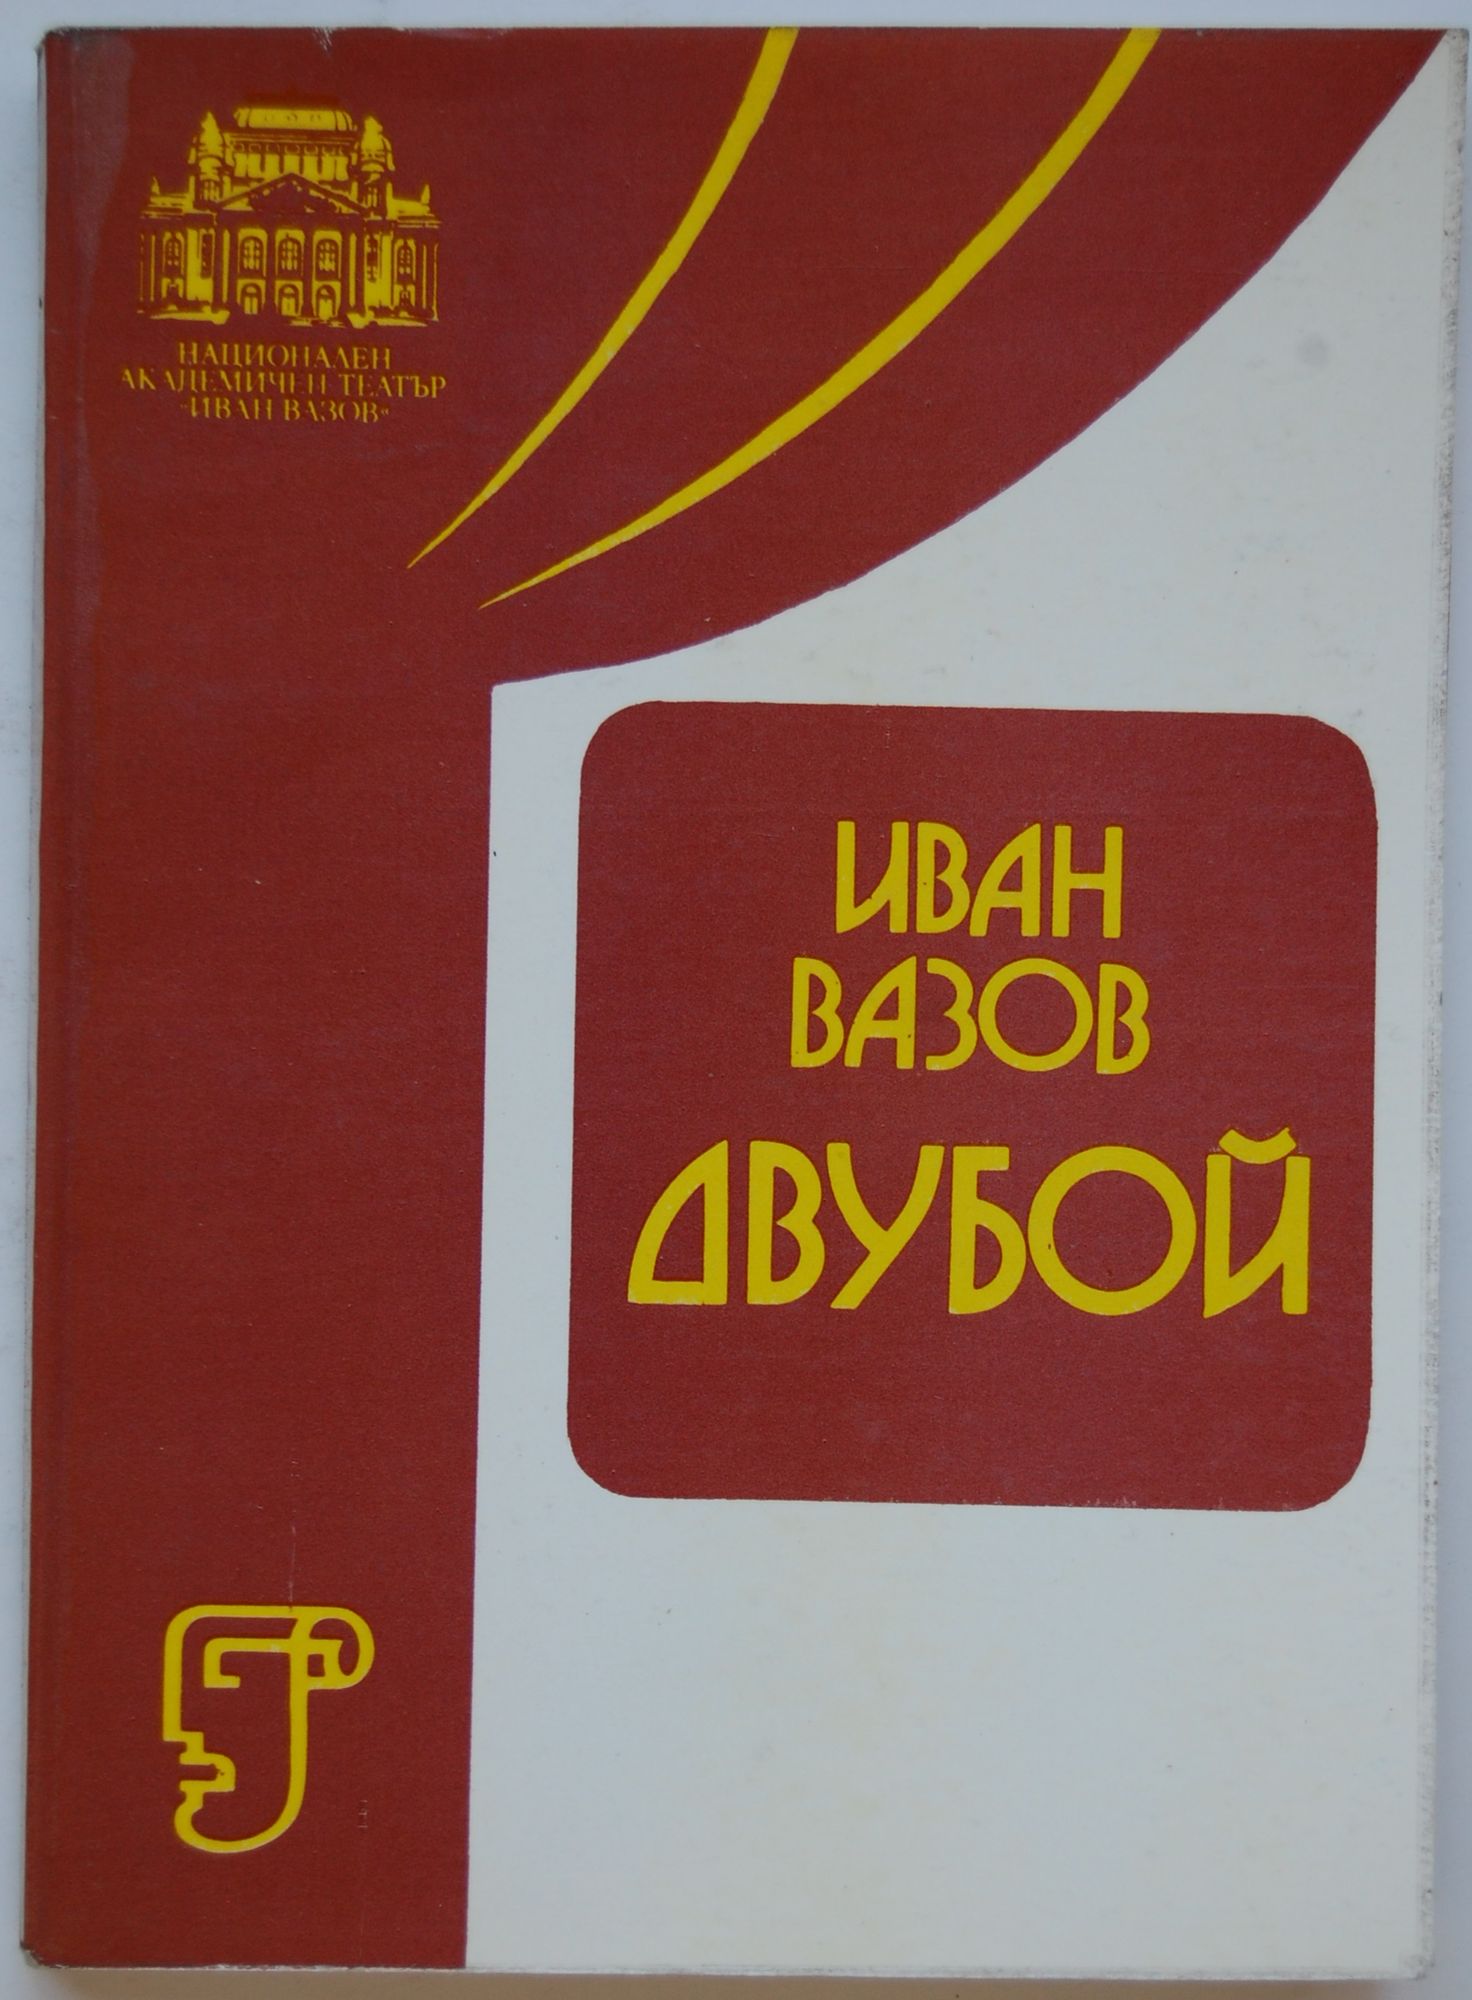 НАЦИОНАЛЕН
АКАДЕМИЧЕН ТЕАТЪР
"ИВАН ВАЗОВ"
ИВАН
ВАЗОВ
ДВУБОЙ